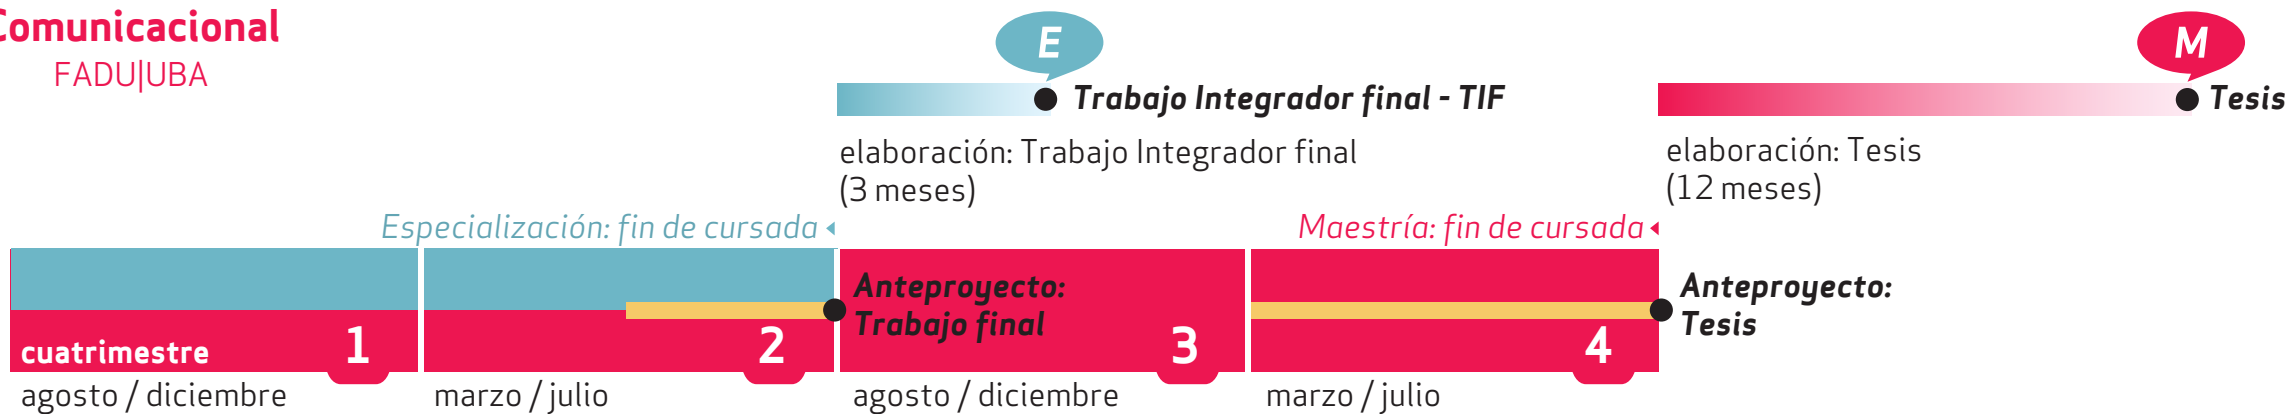 Comunicacional
FADU|UBA
E
Trabajo Integrador final - TIF
elaboración: Trabajo Integrador final
(3 meses)
M
Tesis
elaboración: Tesis
(12 meses)
Especialización: fin de cursada
Maestría: fin de cursada
Anteproyecto:
Trabajo final
Anteproyecto:
Tesis
cuatrimestre 1
2
3
4
agosto / diciembre
marzo / julio
agosto / diciembre
marzo / julio